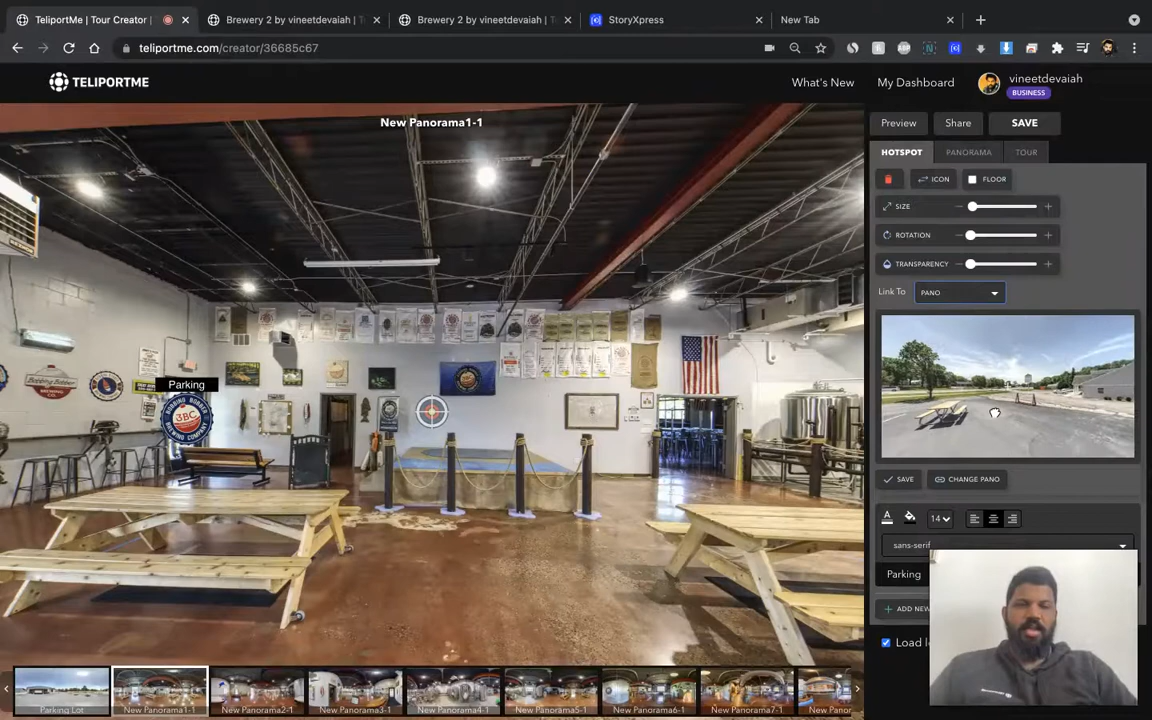 TeliportMe | Tour Creator |
Brewery 2 by vineetdevaiah | T
Brewery 2 by vineetdevaiah | T
StoryXpress
New Tab
teliportme.com/creator/36685c67
TELIPORTME
What's New
My Dashboard
vineetdevaiah
BUSINESS
New Panorama1-1
Preview
Share
SAVE
HOTSPOT
PANORAMA
TOUR
ICON
FLOOR
SIZE
ROTATION
TRANSPARENCY
Link To
PANO
SAVE
CHANGE PANO
14
sans-serif
Parking
ADD NEW
Load
Parking
3BC
Parking Lot
New Panorama1-1
New Panorama2-1
New Panorama3-1
New Panorama4-1
New Panorama5-1
New Panorama6-1
New Panorama7-1
New Panor